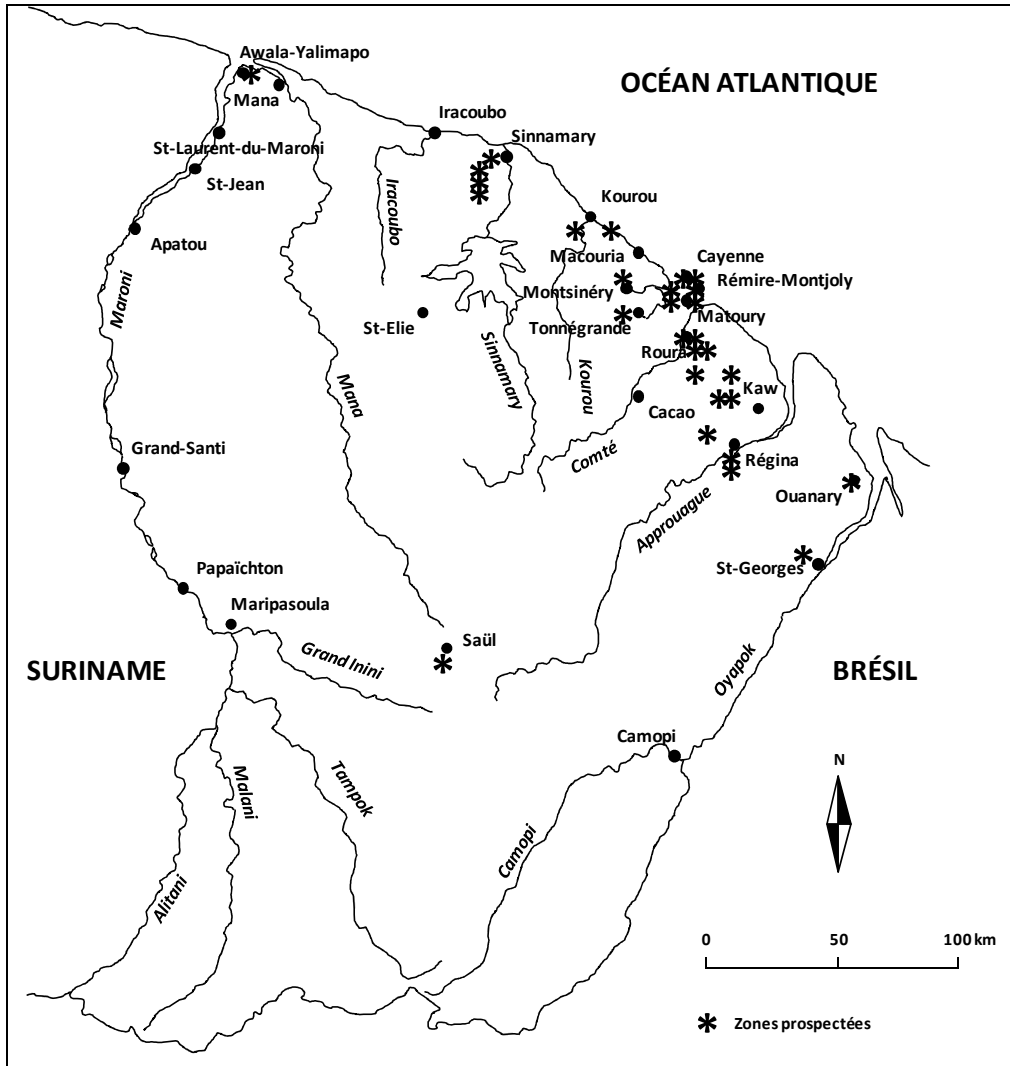 Awala-Yalimapo
OCÉAN ATLANTIQUE
Mana
Iracoubo
Sinnamary
St-Laurent-du-Maroni
St-Jean
Iracoubo
Kourou
Apatou
Macouria
Cayenne
Rémire-Montjoly
Maroni
Montsinéry
St-Elie
Tonnégrande
Matoury
Sinnamary
Roura
Kourou
Mana
Kaw
Cacao
Comté
Grand-Santi
Régina
Approuague
Ouanary
Papaïchton
St-Georges
Maripasoula
Saül
Grand Inini
SURINAME
BRÉSIL
Oyapok
Camopi
N
Malani
Tampok
Camopi
Alitani
0 50 100 km
Zones prospectées